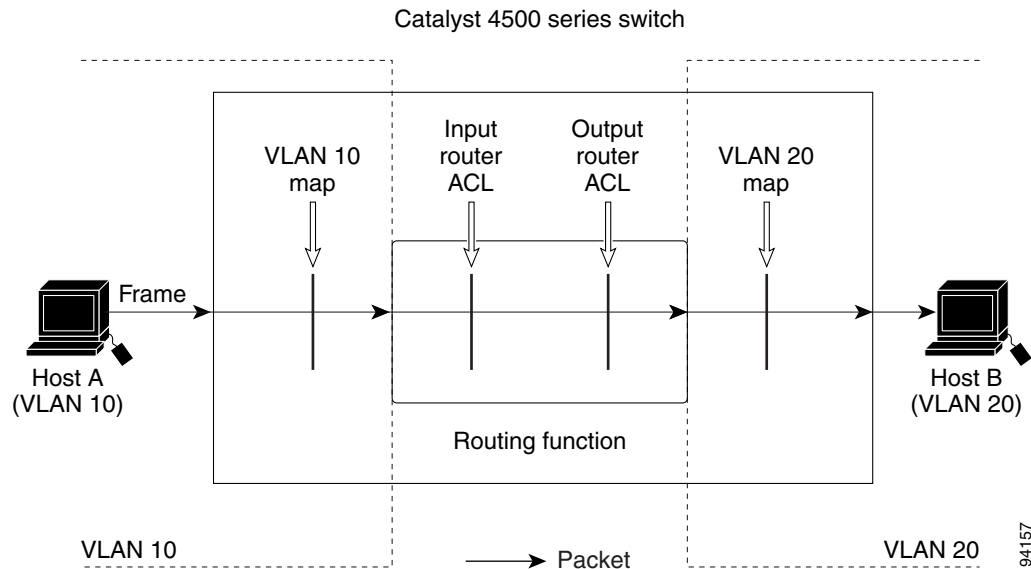 Catalyst 4500 series switch
VLAN 10
map
Input
router
ACL
Output
router
ACL
VLAN 20
map
Frame
Host A
(VLAN 10)
Host B
(VLAN 20)
Routing function
VLAN 10
Packet
VLAN 20
94157